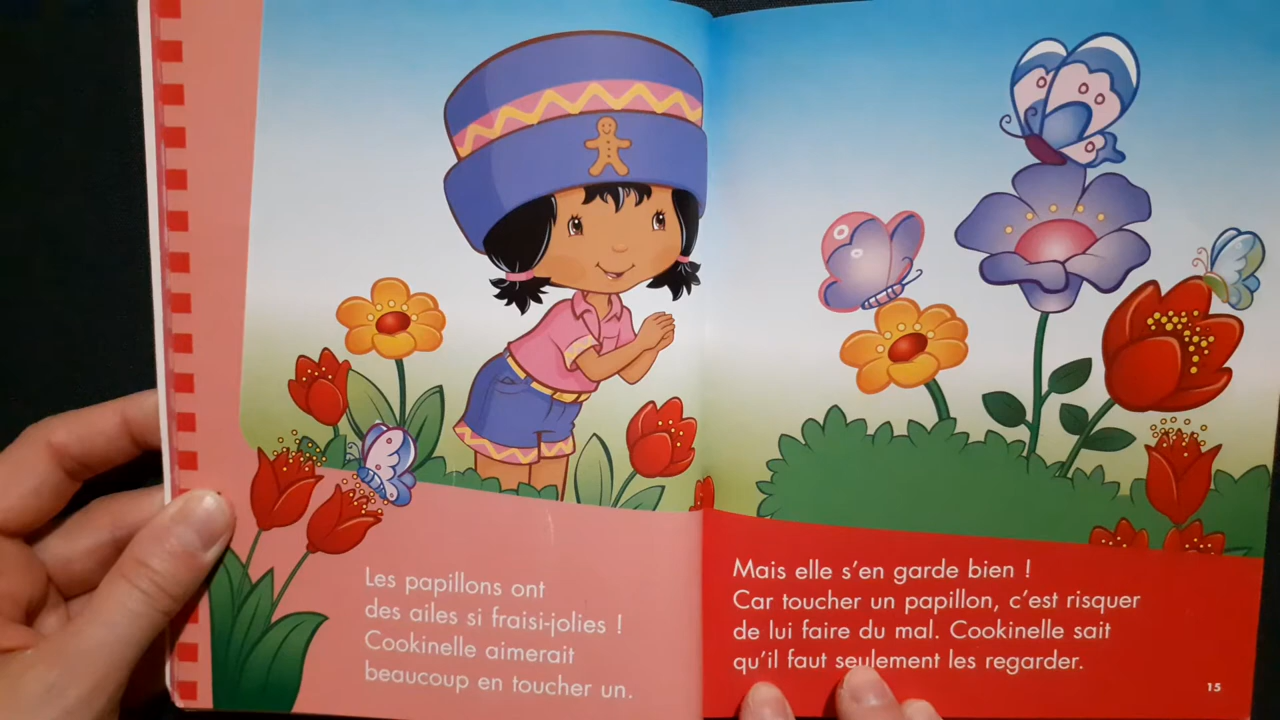 Les papillons ont
des ailes si fraisi-jolies !
Cookinelle aimerait
beaucoup en toucher un.
Mais elle s'en garde bien !
Car toucher un papillon, c'est risquer
de lui faire du mal. Cookinelle sait
qu'il faut seulement les regarder.
15